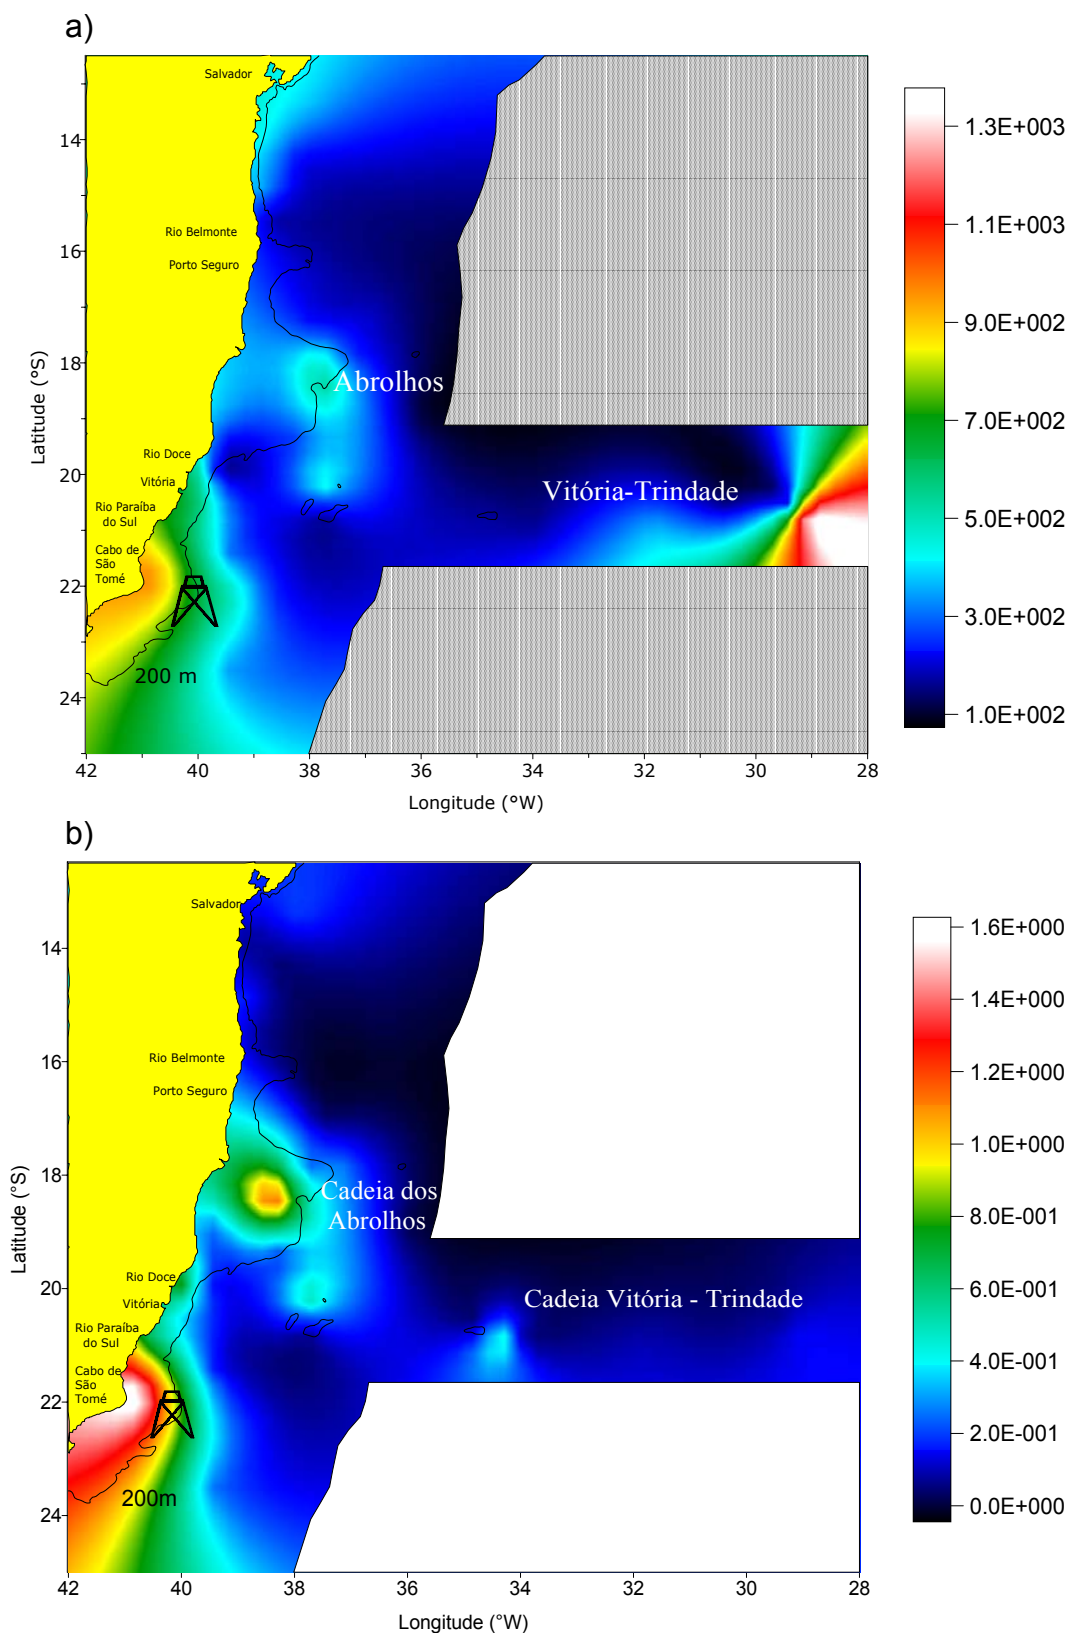 a)
Salvador
14
Rio Belmonte
16
Porto Seguro
18
Abrolhos
Latitude (°S)
Rio Doce
20
Vitória
Vitória-Trindade
Rio Paraíba
do Sul
Cabo de
São
Tomé
22
200 m
24
42
40
38
36
34
32
30
28
Longitude (°W)
1.3E+003
1.1E+003
9.0E+002
7.0E+002
5.0E+002
3.0E+002
1.0E+002
b)
Salvador
14
Rio Belmonte
16
Porto Seguro
18
Cadeia dos
Abrolhos
Latitude (°S)
Rio Doce
20
Vitória
Cadeia Vitória - Trindade
Rio Paraíba
do Sul
Cabo de
São
Tomé
22
200m
24
42
40
38
36
34
32
30
28
Longitude (°W)
1.6E+000
1.4E+000
1.2E+000
1.0E+000
8.0E-001
6.0E-001
4.0E-001
2.0E-001
0.0E+000